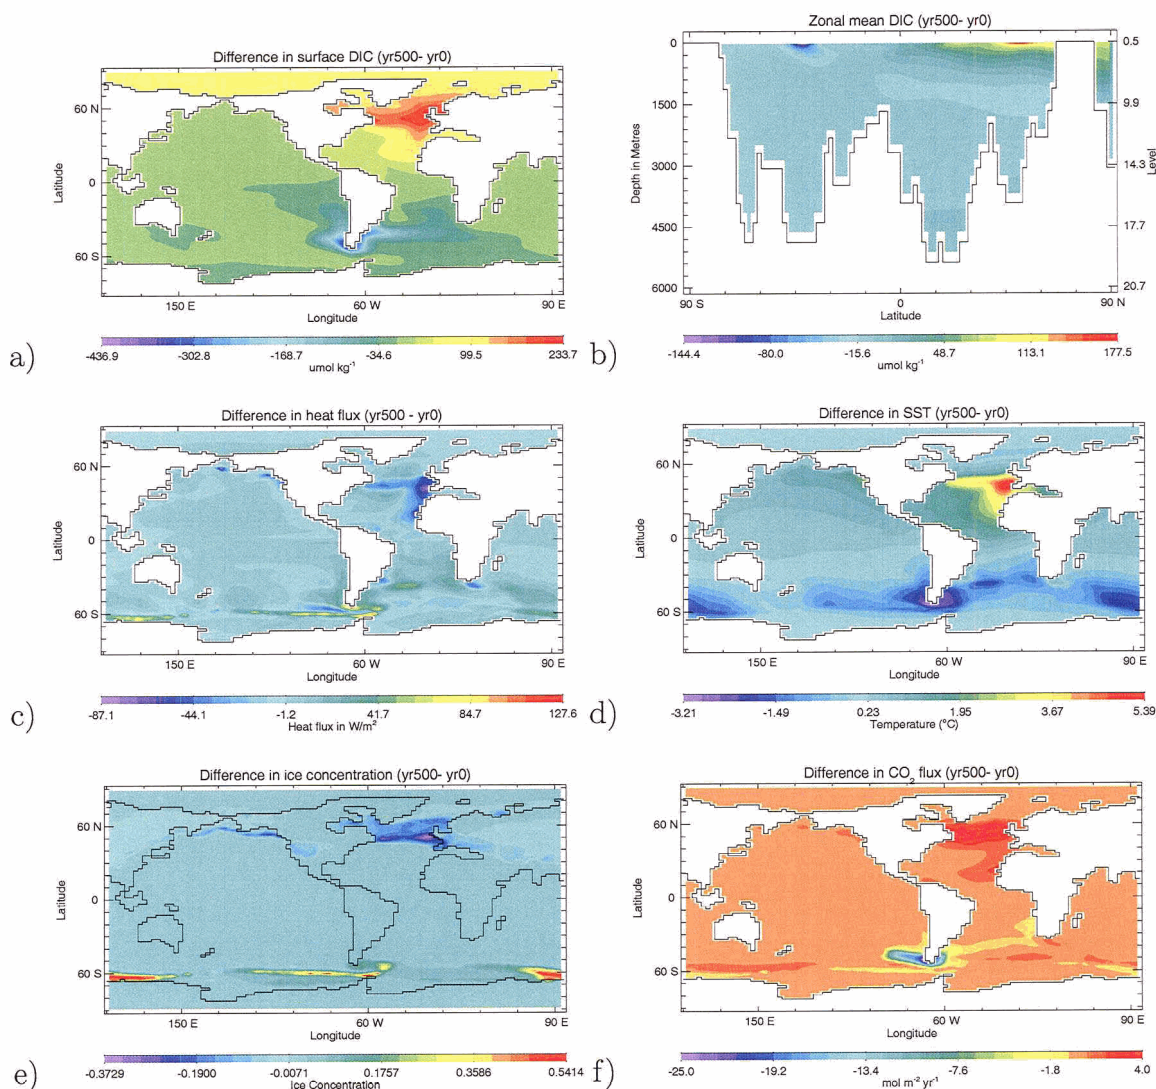 Difference in surface DIC (yr500- yr0)
60 N
Latitude
0
60 S
150 E
60 W
90 E
Longitude
-436.9
-302.8
-168.7
-34.6
99.5
233.7
umol kg-1
a)
Zonal mean DIC (yr500- yr0)
0
1500
3000
4500
6000
Depth in Metres
0.5
9.9
14.3
17.7
20.7
Level
90 S
0
90 N
Latitude
-144.4
-80.0
-15.6
48.7
113.1
177.5
umol kg-1
b)
Difference in heat flux (yr500 - yr0)
60 N
Latitude
0
60 S
150 E
60 W
90 E
Longitude
-87.1
-44.1
-1.2
41.7
84.7
127.6
Heat flux in W/m2
c)
Difference in SST (yr500- yr0)
60 N
Latitude
0
60 S
150 E
60 W
90 E
Longitude
-3.21
-1.49
0.23
1.95
3.67
5.39
Temperature (°C)
d)
Difference in ice concentration (yr500- yr0)
60 N
Latitude
0
60 S
150 E
60 W
90 E
Longitude
-0.3729
-0.1900
-0.0071
0.1757
0.3586
0.5414
Ice Concentration
e)
Difference in CO2 flux (yr500- yr0)
60 N
Latitude
0
60 S
150 E
60 W
90 E
Longitude
-25.0
-19.2
-13.4
-7.6
-1.8
4.0
mol m-2 yr-1
f)